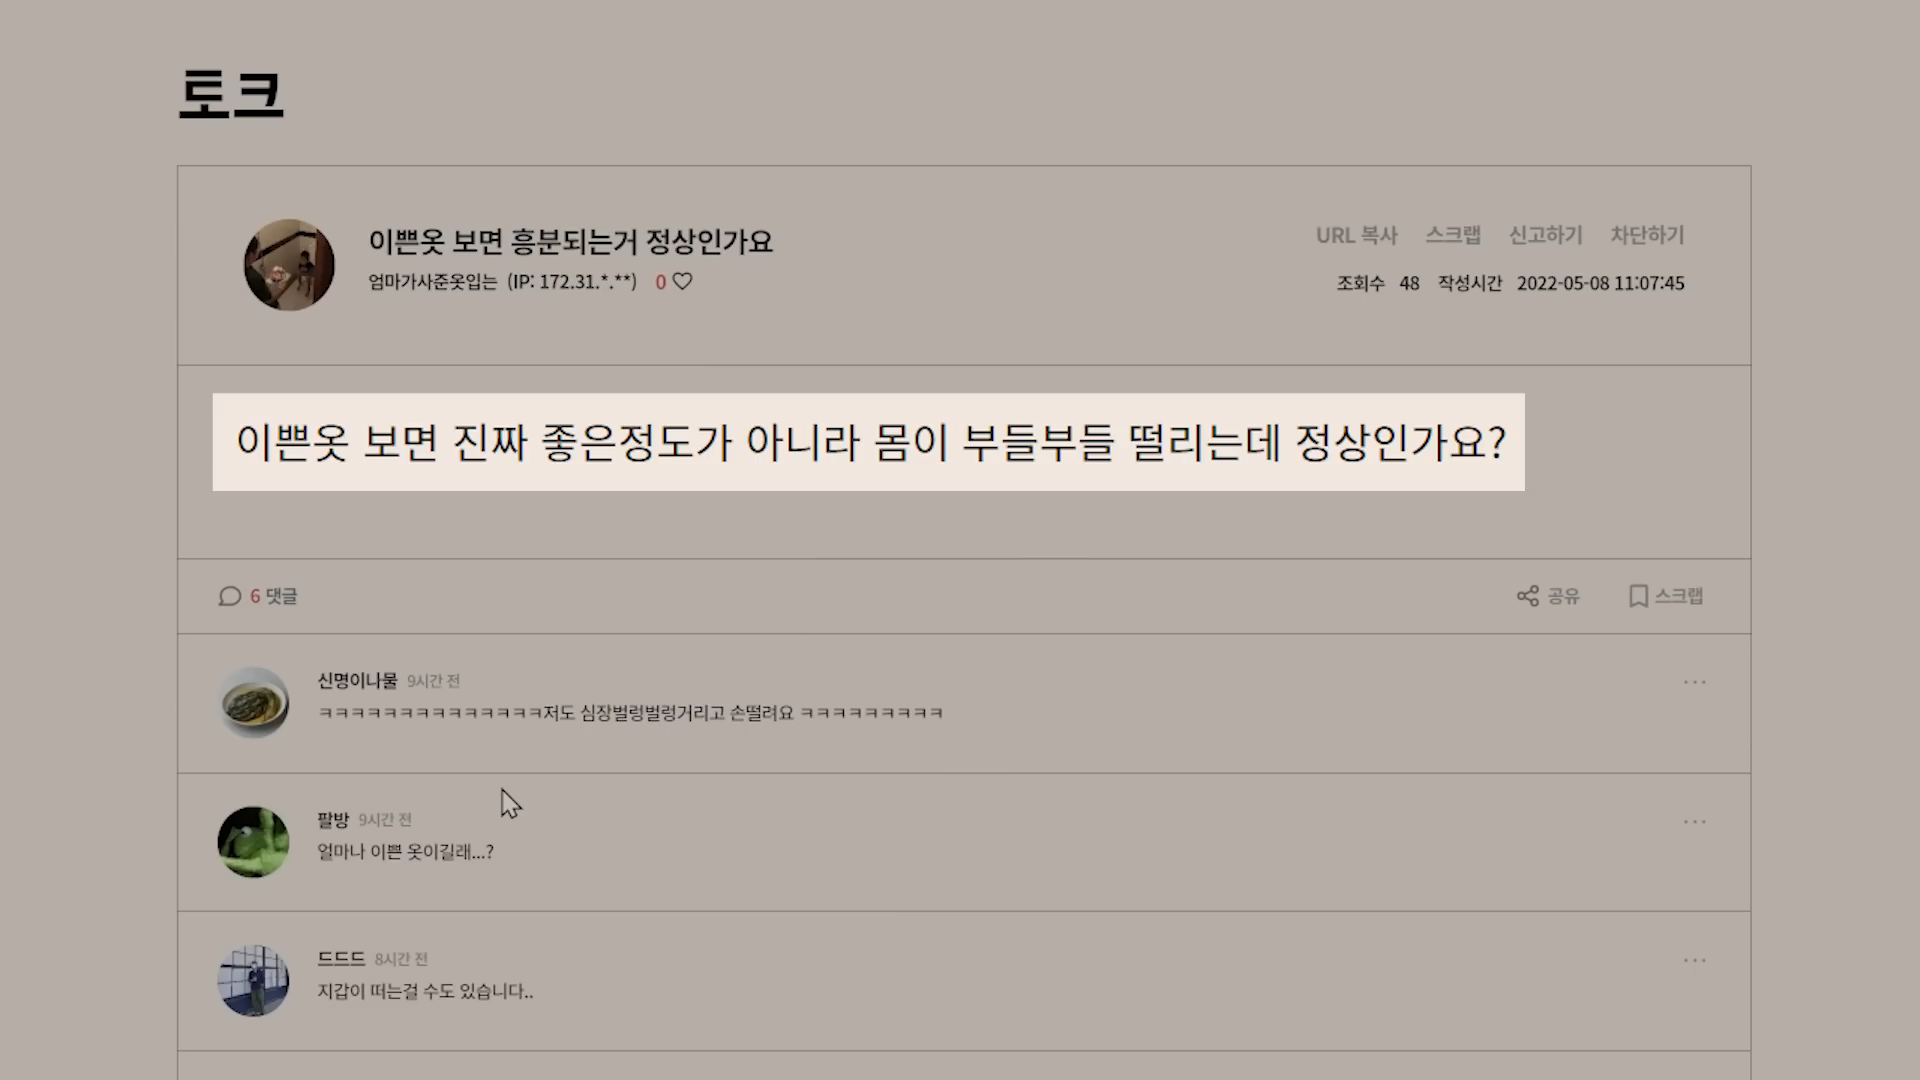 토크
이쁜옷 보면 흥분되는거 정상인가요
엄마가사준옷입는 (IP: 172.31.*.**) 0
URL 복사 스크랩 신고하기 차단하기
조회수 48 작성시간 2022-05-08 11:07:45
이쁜옷 보면 진짜 좋은정도가 아니라 몸이 부들부들 떨리는데 정상인가요?
6 댓글
공유 스크랩
신명이나물 9시간 전
ㅋㅋㅋㅋㅋㅋㅋㅋㅋㅋㅋㅋㅋㅋ저도 심장벌렁벌렁거리고 손떨려요 ㅋㅋㅋㅋㅋㅋㅋㅋㅋ
팔방 9시간 전
얼마나 이쁜 옷이길래...?
드드드 8시간 전
지갑이 떠는걸 수도 있습니다..